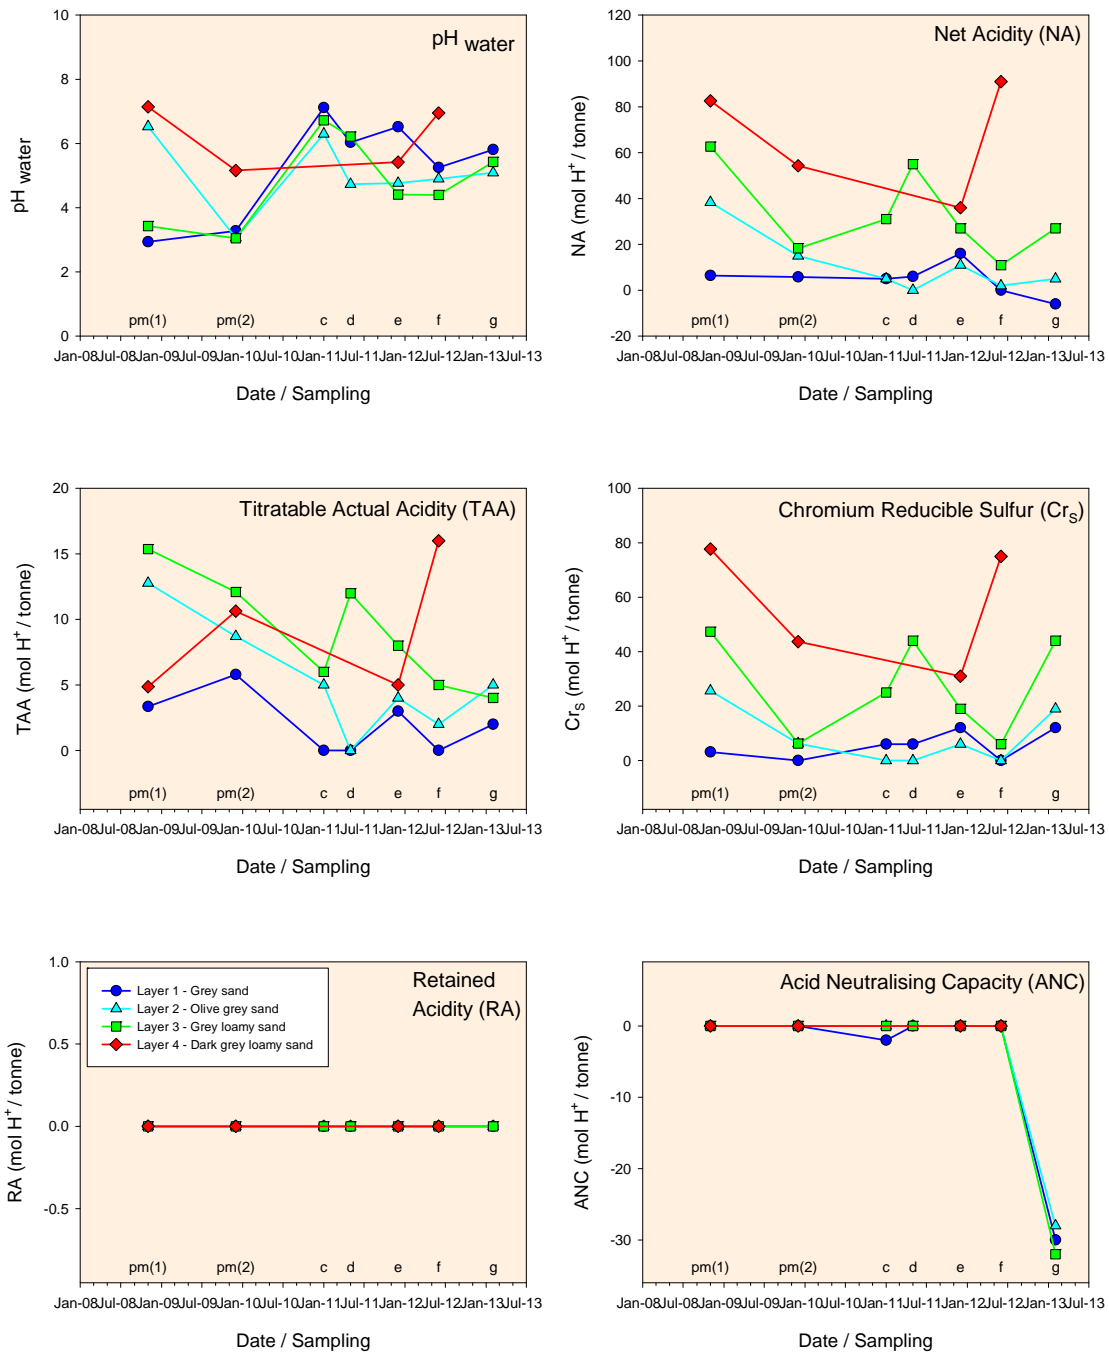 pH water
10
8
6
4
2
0
pH water
pm(1) pm(2) c d e f g
Jan-08 Jul-08 Jan-09 Jul-09 Jan-10 Jul-10 Jan-11 Jul-11 Jan-12 Jul-12 Jan-13 Jul-13
Date / Sampling
Net Acidity (NA)
120
100
80
60
40
20
0
-20
NA (mol H⁺ / tonne)
pm(1) pm(2) c d e f g
Jan-08 Jul-08 Jan-09 Jul-09 Jan-10 Jul-10 Jan-11 Jul-11 Jan-12 Jul-12 Jan-13 Jul-13
Date / Sampling
Titratable Actual Acidity (TAA)
20
15
10
5
0
TAA (mol H⁺ / tonne)
pm(1) pm(2) c d e f g
Jan-08 Jul-08 Jan-09 Jul-09 Jan-10 Jul-10 Jan-11 Jul-11 Jan-12 Jul-12 Jan-13 Jul-13
Date / Sampling
Chromium Reducible Sulfur (CrS)
100
80
60
40
20
0
CrS (mol H⁺ / tonne)
pm(1) pm(2) c d e f g
Jan-08 Jul-08 Jan-09 Jul-09 Jan-10 Jul-10 Jan-11 Jul-11 Jan-12 Jul-12 Jan-13 Jul-13
Date / Sampling
Retained
Acidity (RA)
Layer 1 - Grey sand
Layer 2 - Olive grey sand
Layer 3 - Grey loamy sand
Layer 4 - Dark grey loamy sand
1.0
0.5
0.0
-0.5
RA (mol H⁺ / tonne)
pm(1) pm(2) c d e f g
Jan-08 Jul-08 Jan-09 Jul-09 Jan-10 Jul-10 Jan-11 Jul-11 Jan-12 Jul-12 Jan-13 Jul-13
Date / Sampling
Acid Neutralising Capacity (ANC)
0
-10
-20
-30
ANC (mol H⁺ / tonne)
pm(1) pm(2) c d e f g
Jan-08 Jul-08 Jan-09 Jul-09 Jan-10 Jul-10 Jan-11 Jul-11 Jan-12 Jul-12 Jan-13 Jul-13
Date / Sampling